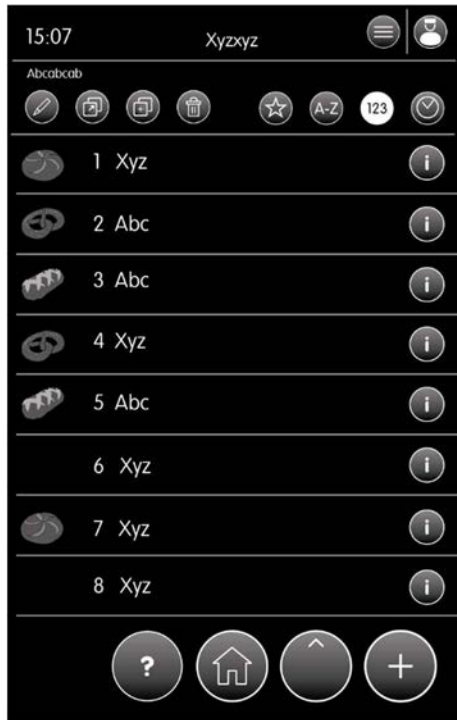 15:07 Xyzxyz
Abcabcab
A-Z 123
1 Xyz i
2 Abc i
3 Abc i
4 Xyz i
5 Abc i
6 Xyz i
7 Xyz i
8 Xyz i
? +